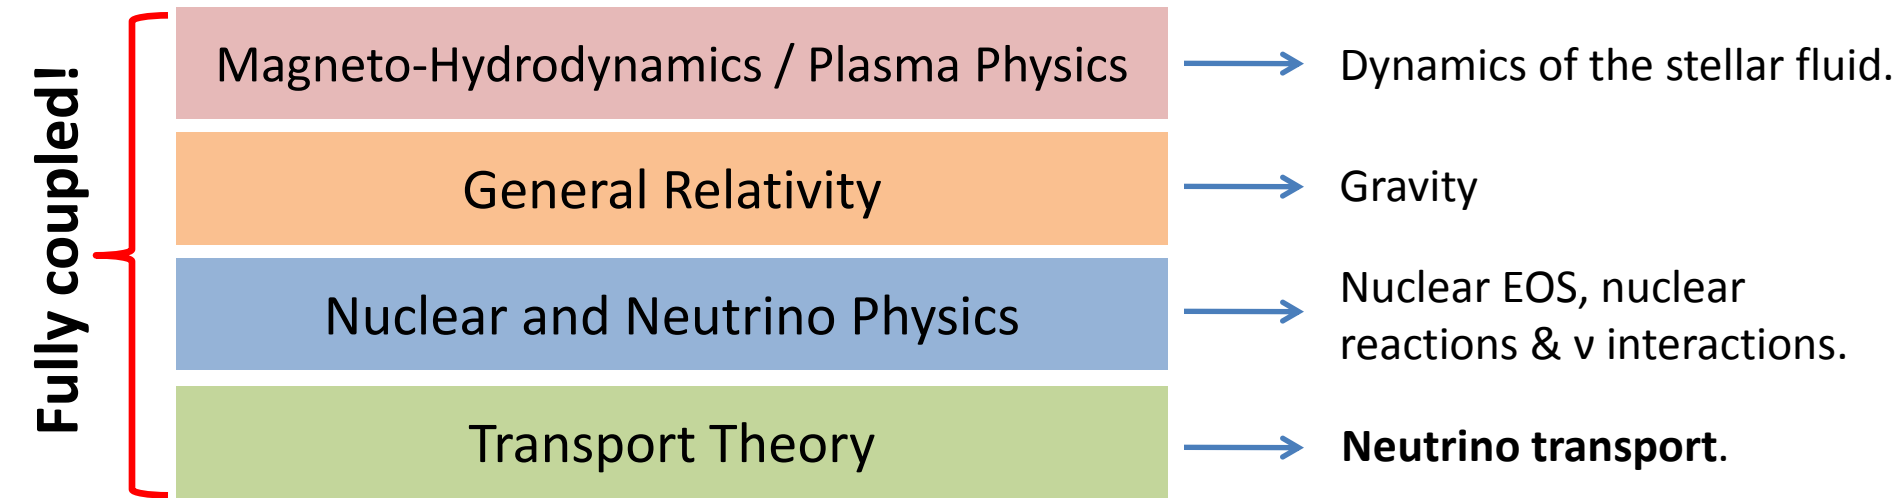 Fully coupled!
Magneto-Hydrodynamics / Plasma Physics
Dynamics of the stellar fluid.
General Relativity
Gravity
Nuclear and Neutrino Physics
Nuclear EOS, nuclear
reactions & ν interactions.
Transport Theory
Neutrino transport.